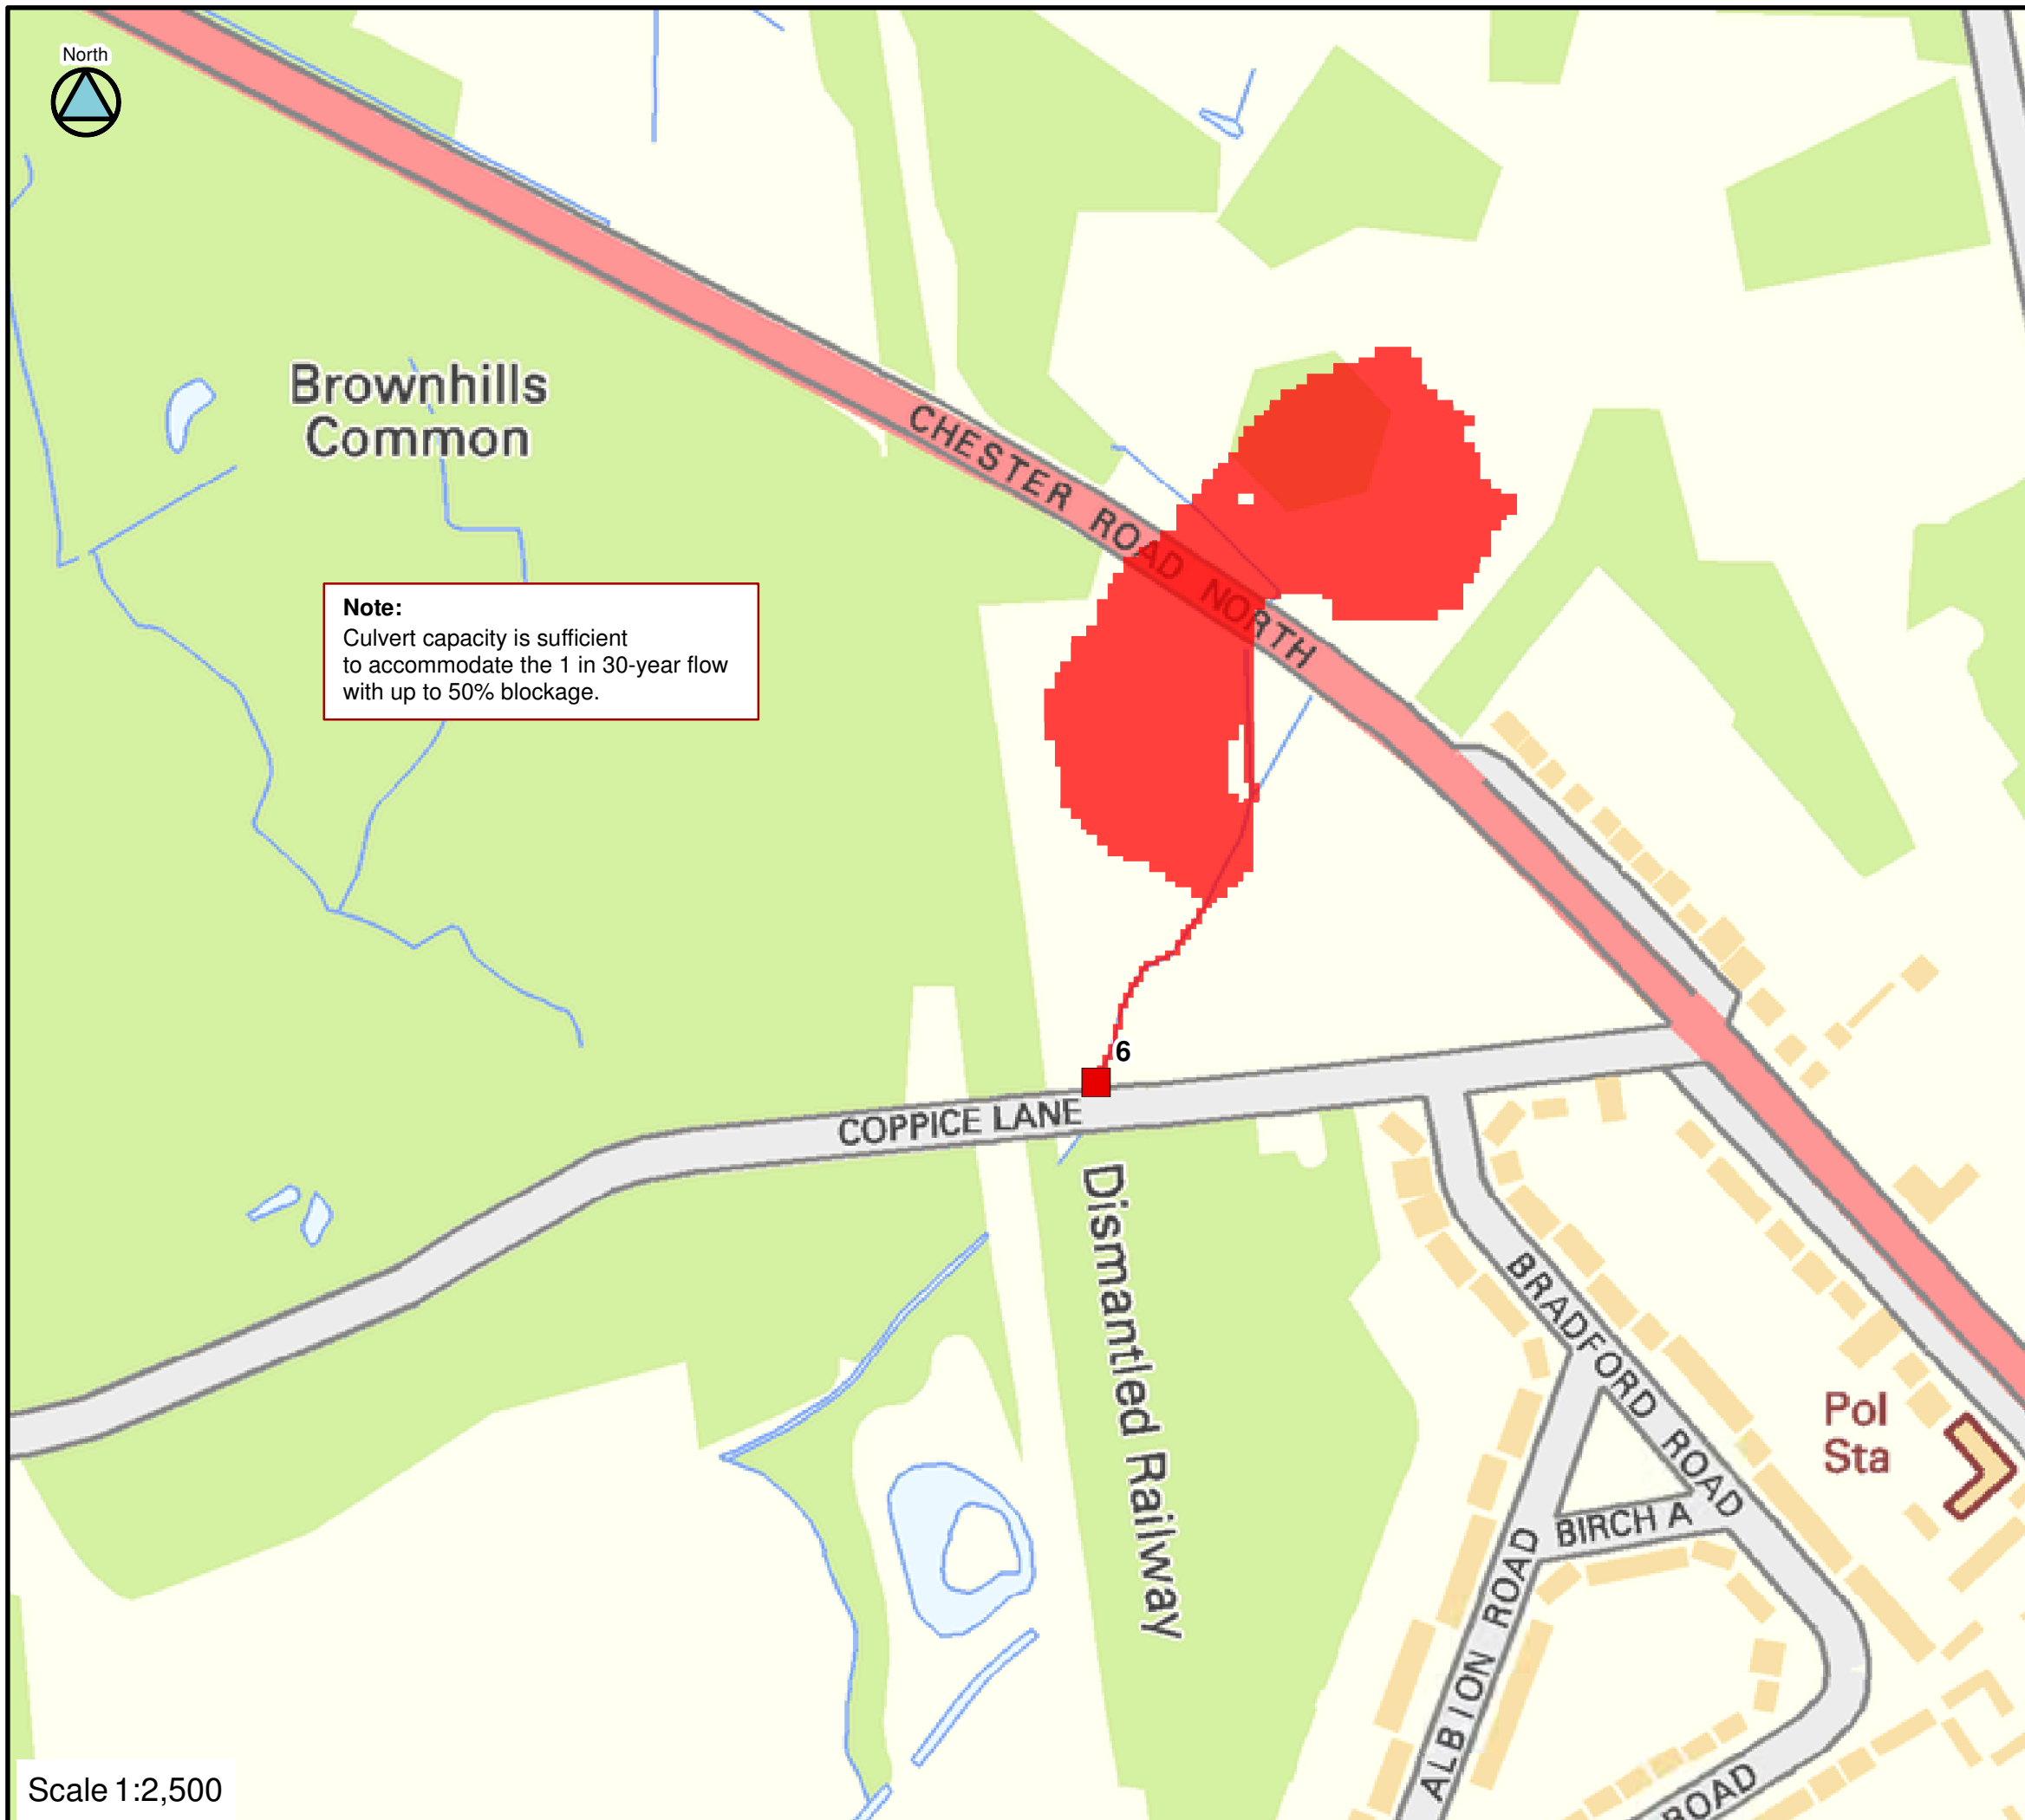 North
CHESTER ROAD NORTH
Brownhills
Common
Note:
Culvert capacity is sufficient
to accommodate the 1 in 30-year flow
with up to 50% blockage.
6
COPPICE LANE
Dismantled Railway
BRADFORD ROAD
Pol
Sta
BIRCH A
ALBION ROAD
ROAD
Scale 1:2,500